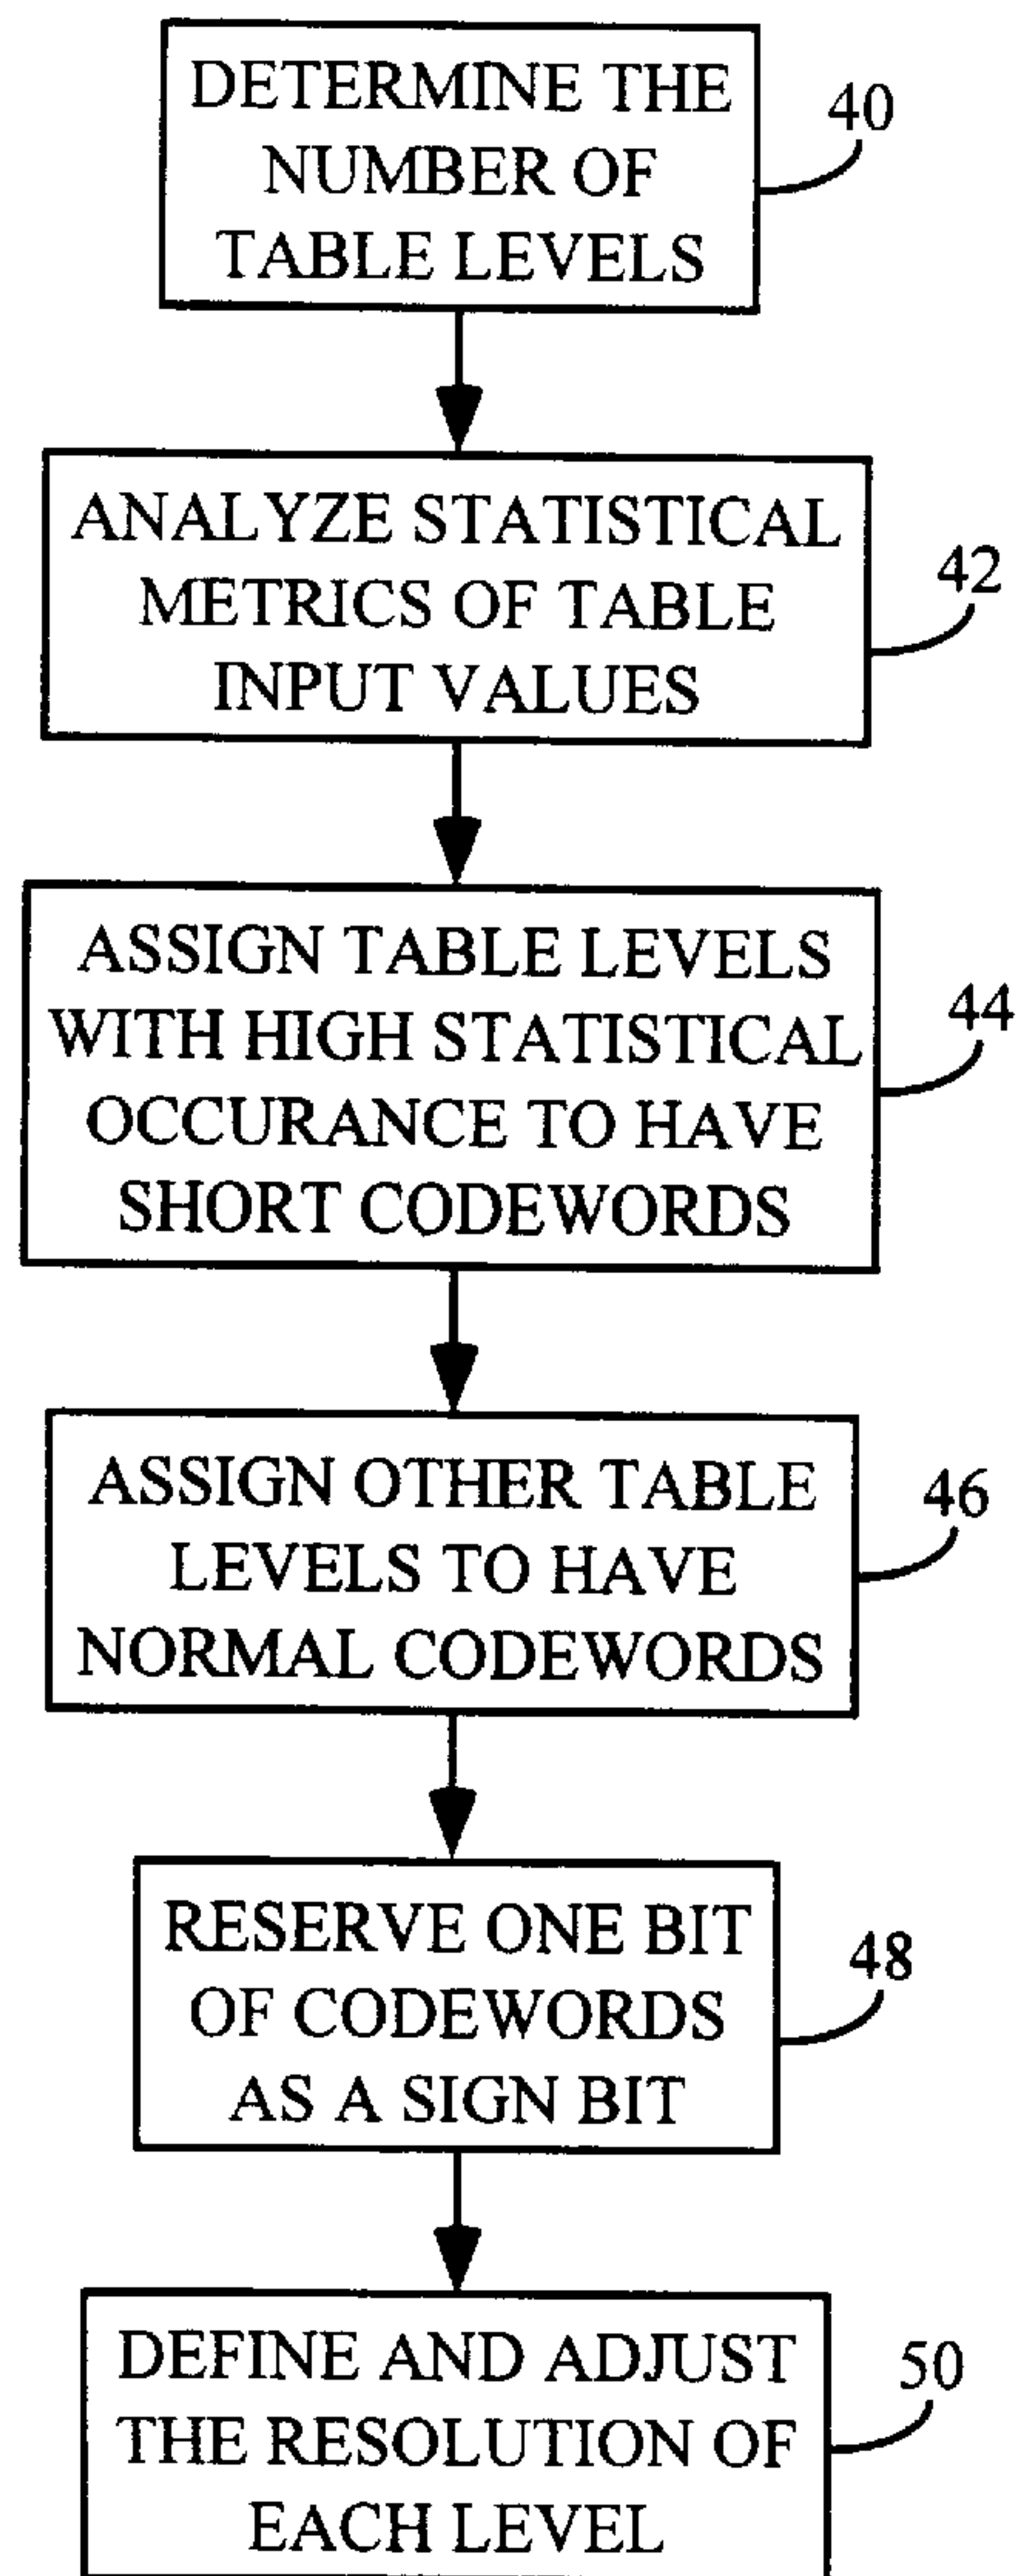 DETERMINE THE
NUMBER OF
TABLE LEVELS
40
ANALYZE STATISTICAL
METRICS OF TABLE
INPUT VALUES
42
ASSIGN TABLE LEVELS
WITH HIGH STATISTICAL
OCCURANCE TO HAVE
SHORT CODEWORDS
44
ASSIGN OTHER TABLE
LEVELS TO HAVE
NORMAL CODEWORDS
46
RESERVE ONE BIT
OF CODEWORDS
AS A SIGN BIT
48
DEFINE AND ADJUST
THE RESOLUTION OF
EACH LEVEL
50